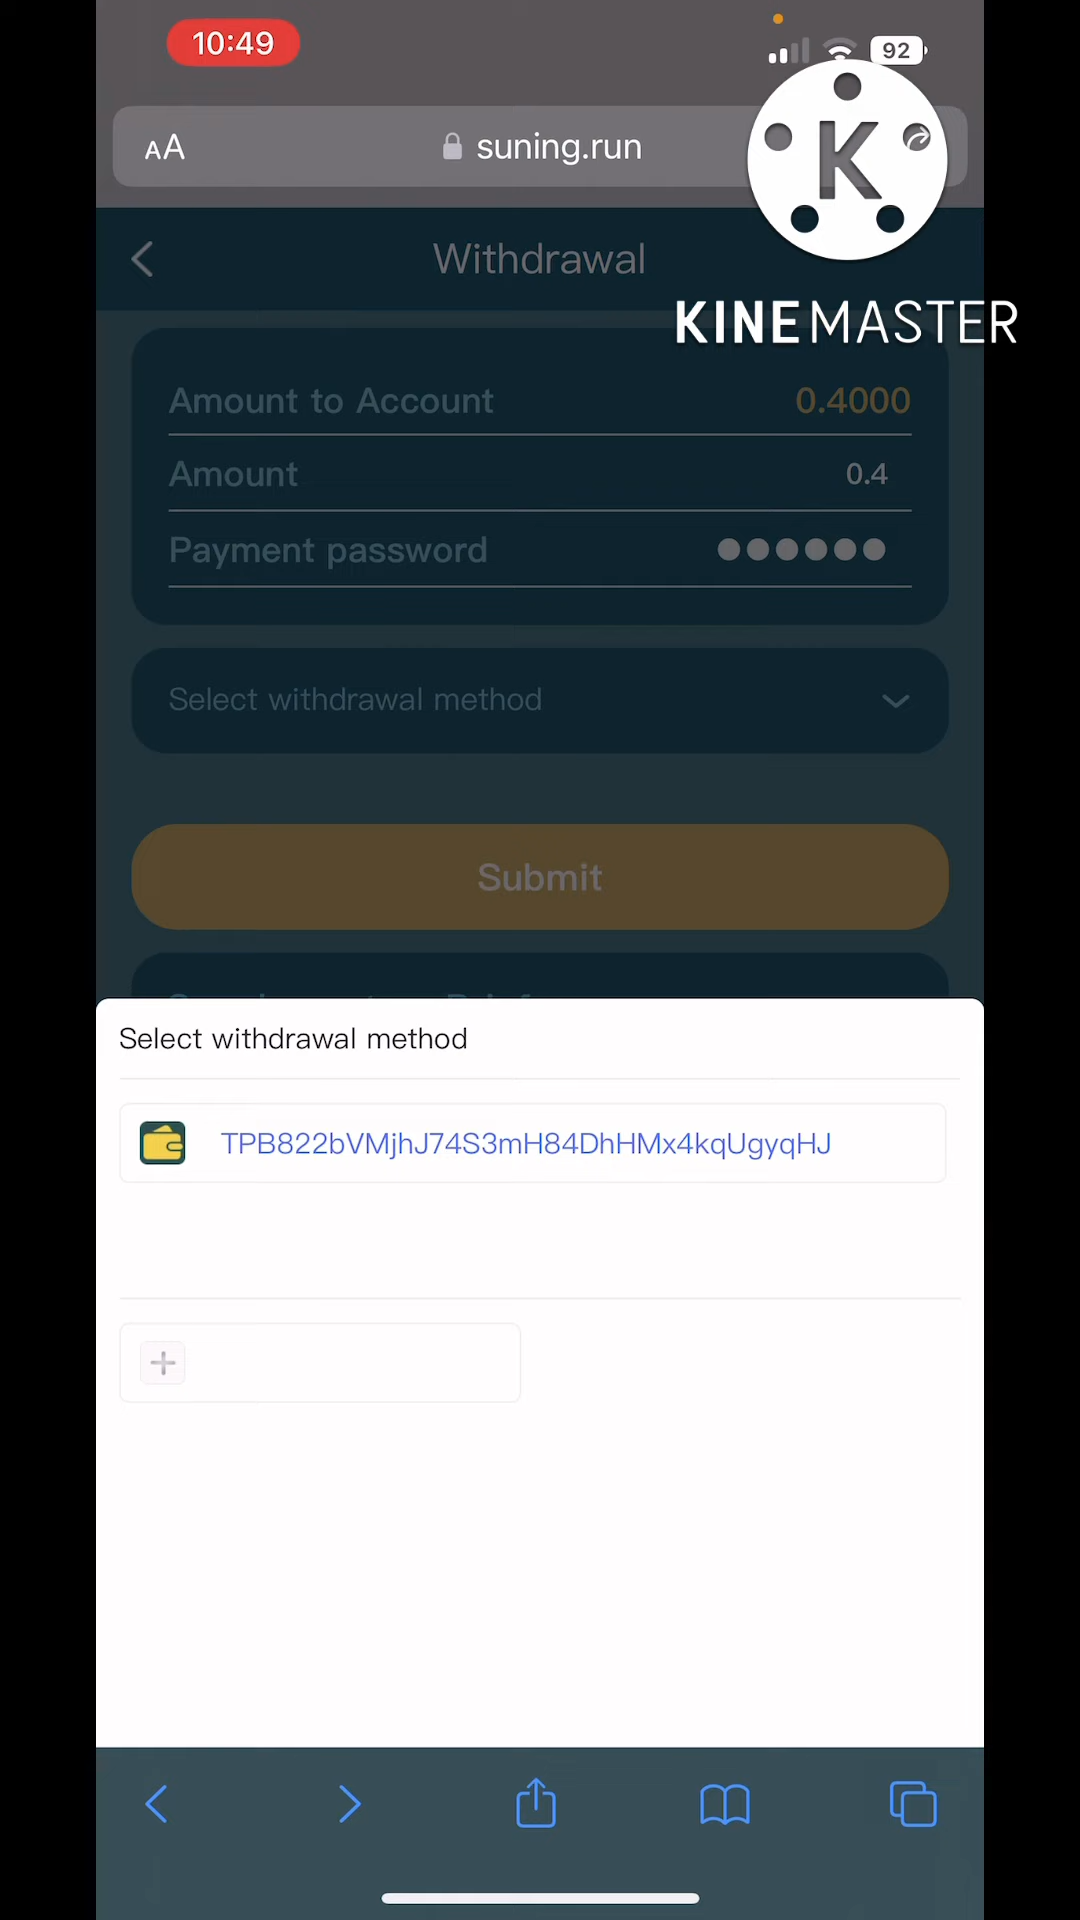 10:49
92
AA
suning.run
K
KINEMASTER
Withdrawal
Amount to Account
0.4000
Amount
0.4
Payment password
Select withdrawal method
Submit
Select withdrawal method
TPB822bVMjhJ74S3mH84DhHMx4kqUgyqHJ